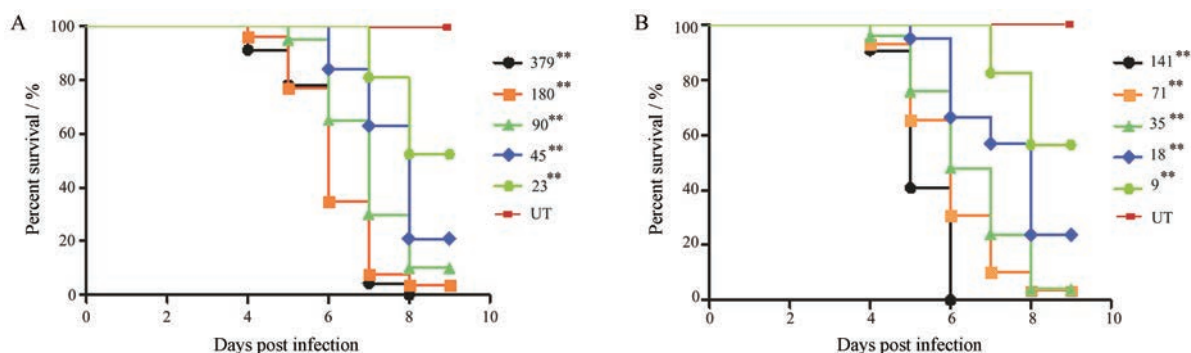 A
Percent survival / %
100
80
60
40
20
0
0 2 4 6 8 10
Days post infection
379**
180**
90**
45**
23**
UT
B
Percent survival / %
100
80
60
40
20
0
0 2 4 6 8 10
Days post infection
141**
71**
35**
18**
9**
UT